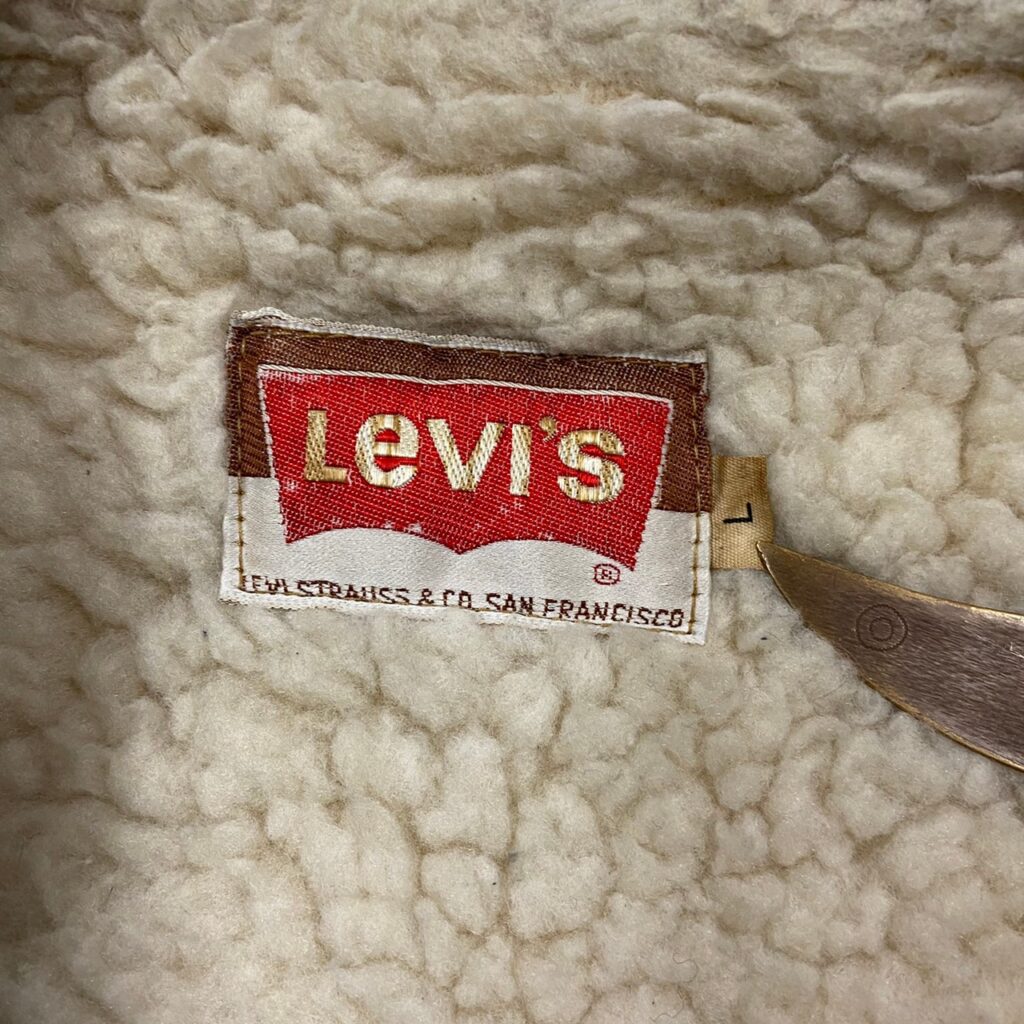 Levi's
®
LEVI STRAUSS & CO. SAN FRANCISCO
L